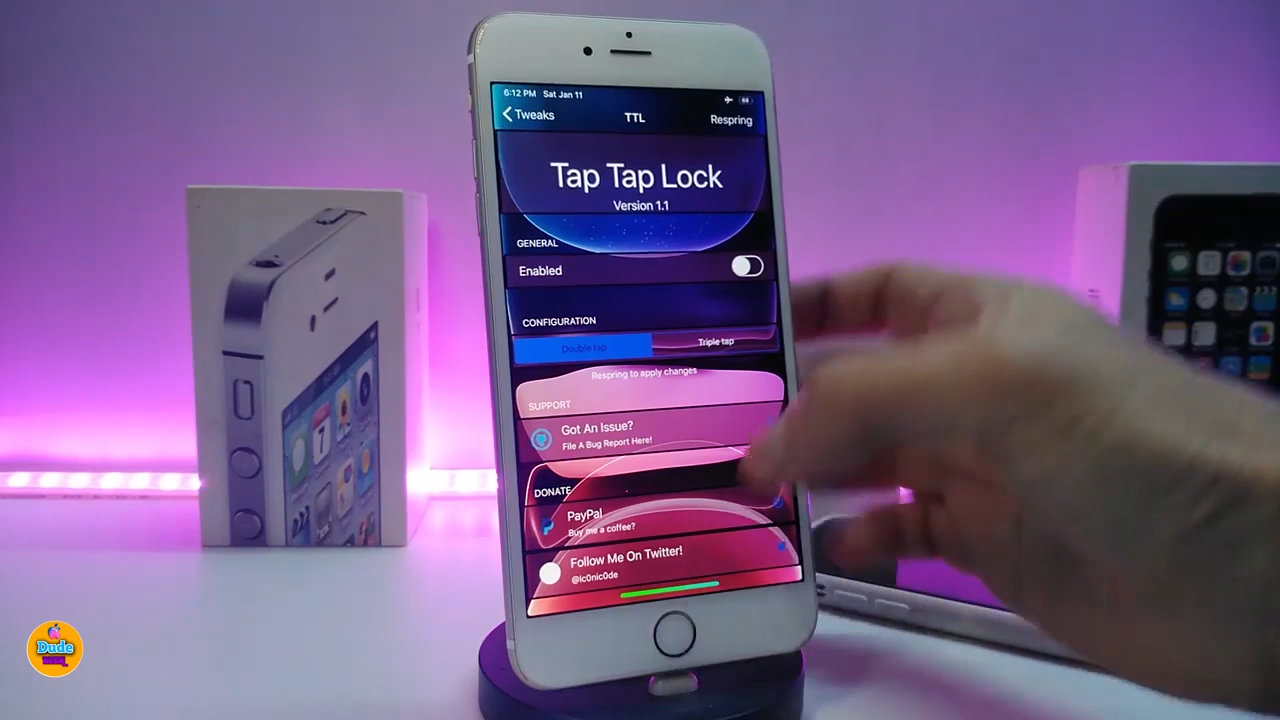 6:12 PM Sat Jan 11
Tweaks TTL Respring
Tap Tap Lock
Version 1.1
GENERAL
Enabled
CONFIGURATION
Double tap Triple tap
Respring to apply changes
SUPPORT
Got An Issue?
File A Bug Report Here!
DONATE
PayPal
Buy me a coffee?
Follow Me On Twitter!
@ic0nic0de
7
Dude